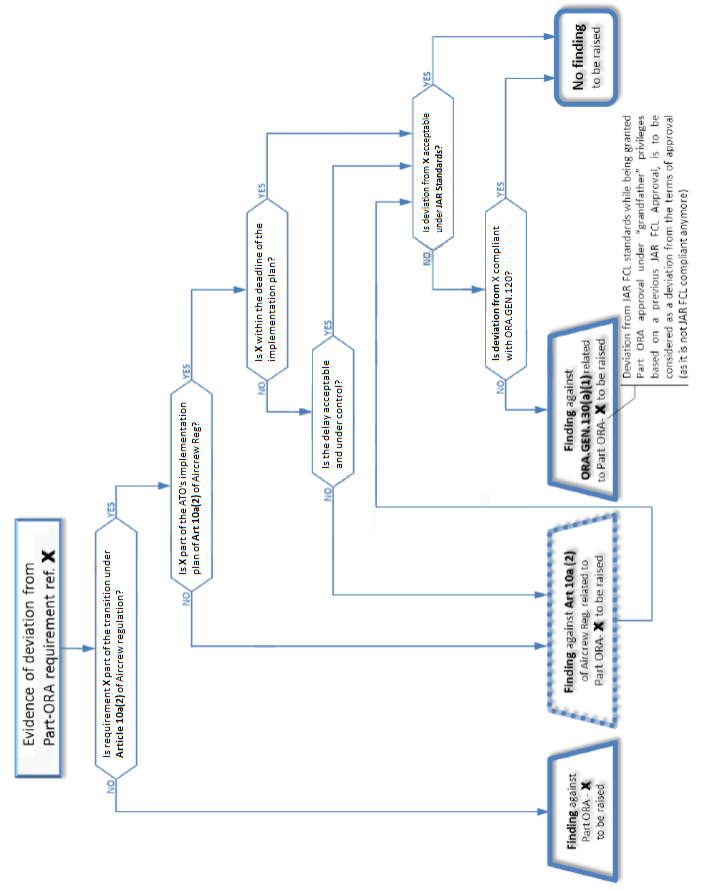 Evidence of deviation from
Part-ORA requirement ref. X
Is requirement X part of the transition under
Article 10a(2) of Aircrew regulation?
NO
YES
Is X part of the ATO's implementation
plan of Art 10a(2) of Aircrew Reg?
NO
YES
Is X within the deadline of the
implementation plan?
NO
YES
Is the delay acceptable
and under control?
NO
YES
Is deviation from X acceptable
under JAR Standards?
NO
YES
Is deviation from X compliant
with ORA.GEN.120?
NO
YES
Finding against
Part ORA - X
to be raised
Finding against Art 10a (2)
of Aircrew Reg. related to
Part ORA- X to be raised
Finding against
ORA.GEN.130(a)(1)related
to Part ORA- X to be raised
No finding
to be raised
Deviation from JAR FCL standards while being granted
Part ORA approval under "grandfather" privileges
based on a previous JAR FCL Approval, is to be
considered as a deviation from the terms of approval
(as it is not JAR FCL compliant anymore)